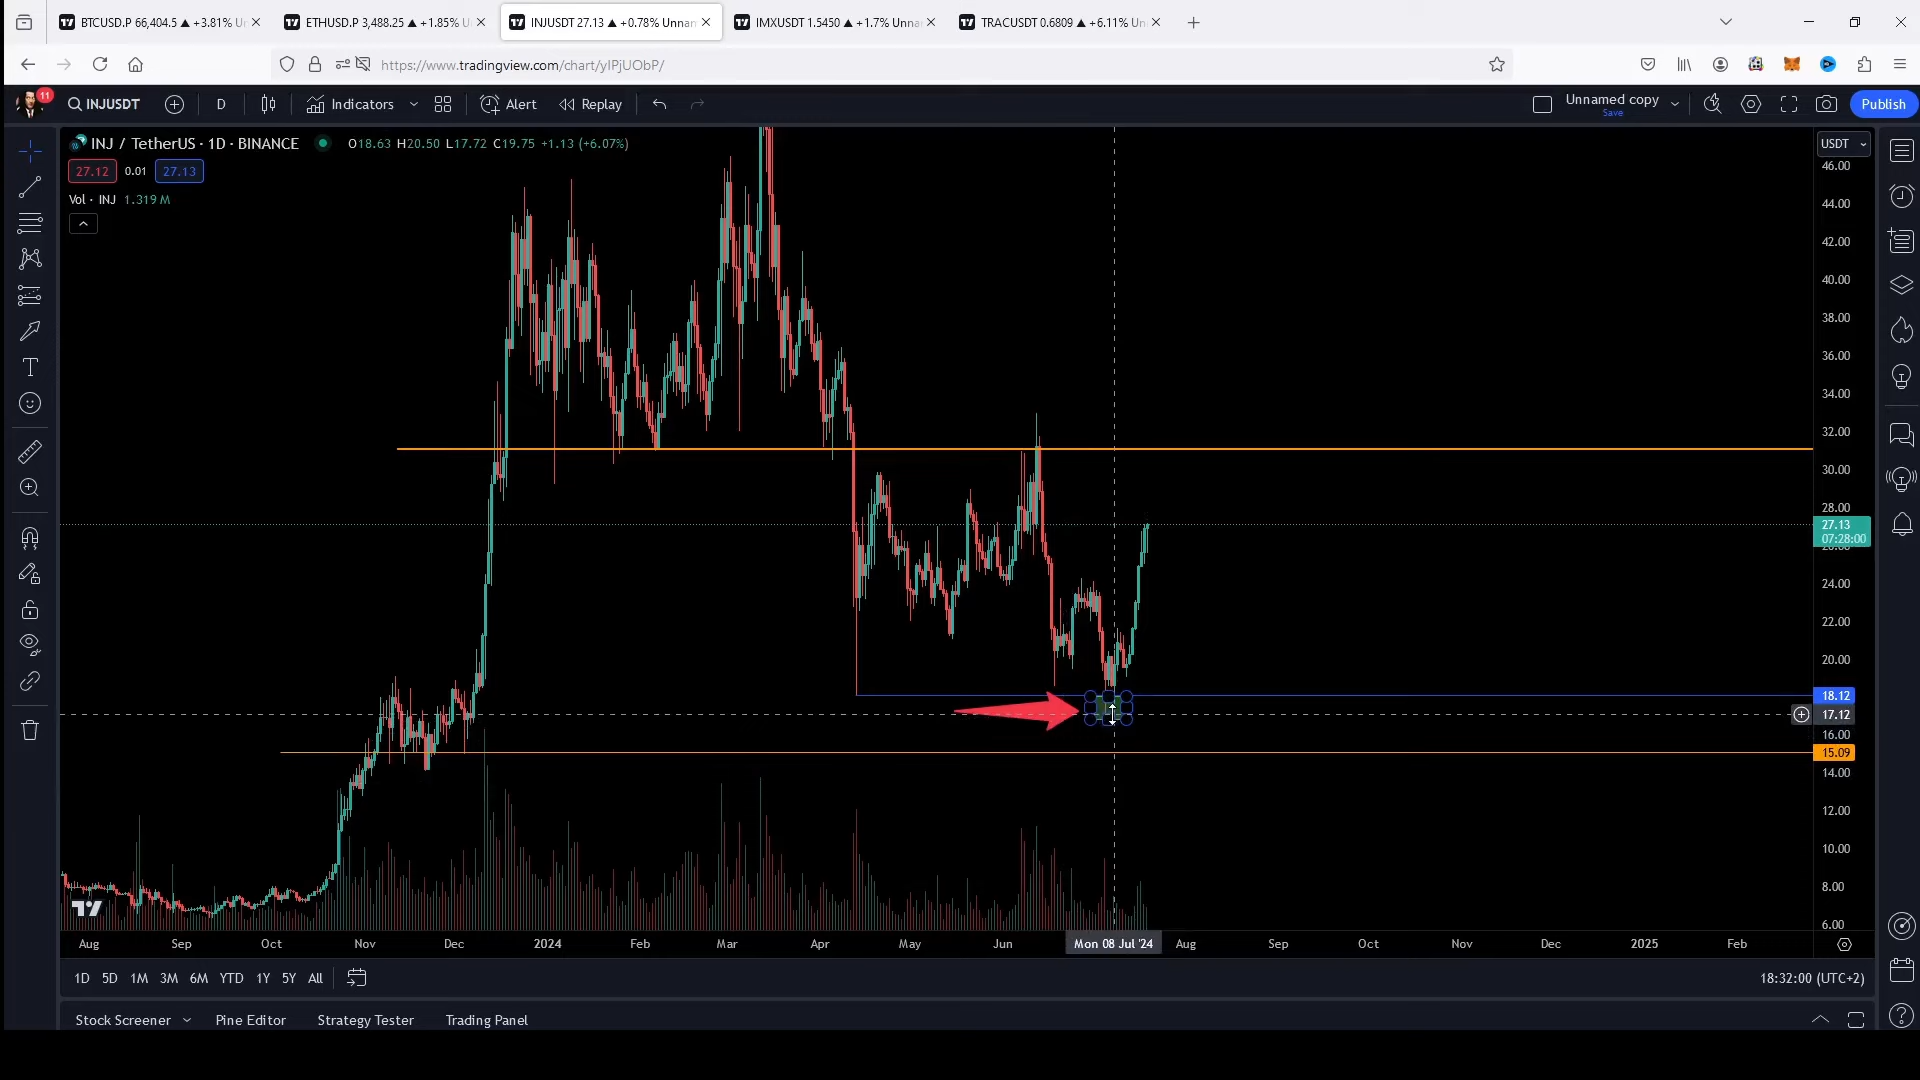 BTCUSD.P 66,404.5 ▲ +3.81% U
ETHUSD.P 3,488.25 ▲ +1.85% U
INJUSDT 27.13 ▲ +0.78% Unnan
IMXUSDT 1.5450 ▲ +1.7% Unna
TRACUSDT 0.6809 ▲ +6.11% Un
https://www.tradingview.com/chart/yIPjUObP/
11
INJUSDT
D
Indicators
Alert
Replay
Unnamed copy
Save
Publish
INJ / TetherUS · 1D · BINANCE
O18.63 H20.50 L17.72 C19.75 +1.13 (+6.07%)
27.12 0.01 27.13
Vol · INJ 1.319 M
USDT
46.00
44.00
42.00
40.00
38.00
36.00
34.00
32.00
30.00
28.00
27.13
07:28:00
24.00
22.00
20.00
18.12
17.12
16.00
15.09
14.00
12.00
10.00
8.00
6.00
Aug Sep Oct Nov Dec 2024 Feb Mar Apr May Jun Mon 08 Jul '24 Aug Sep Oct Nov Dec 2025 Feb
1D 5D 1M 3M 6M YTD 1Y 5Y All
18:32:00 (UTC+2)
Stock Screener Pine Editor Strategy Tester Trading Panel